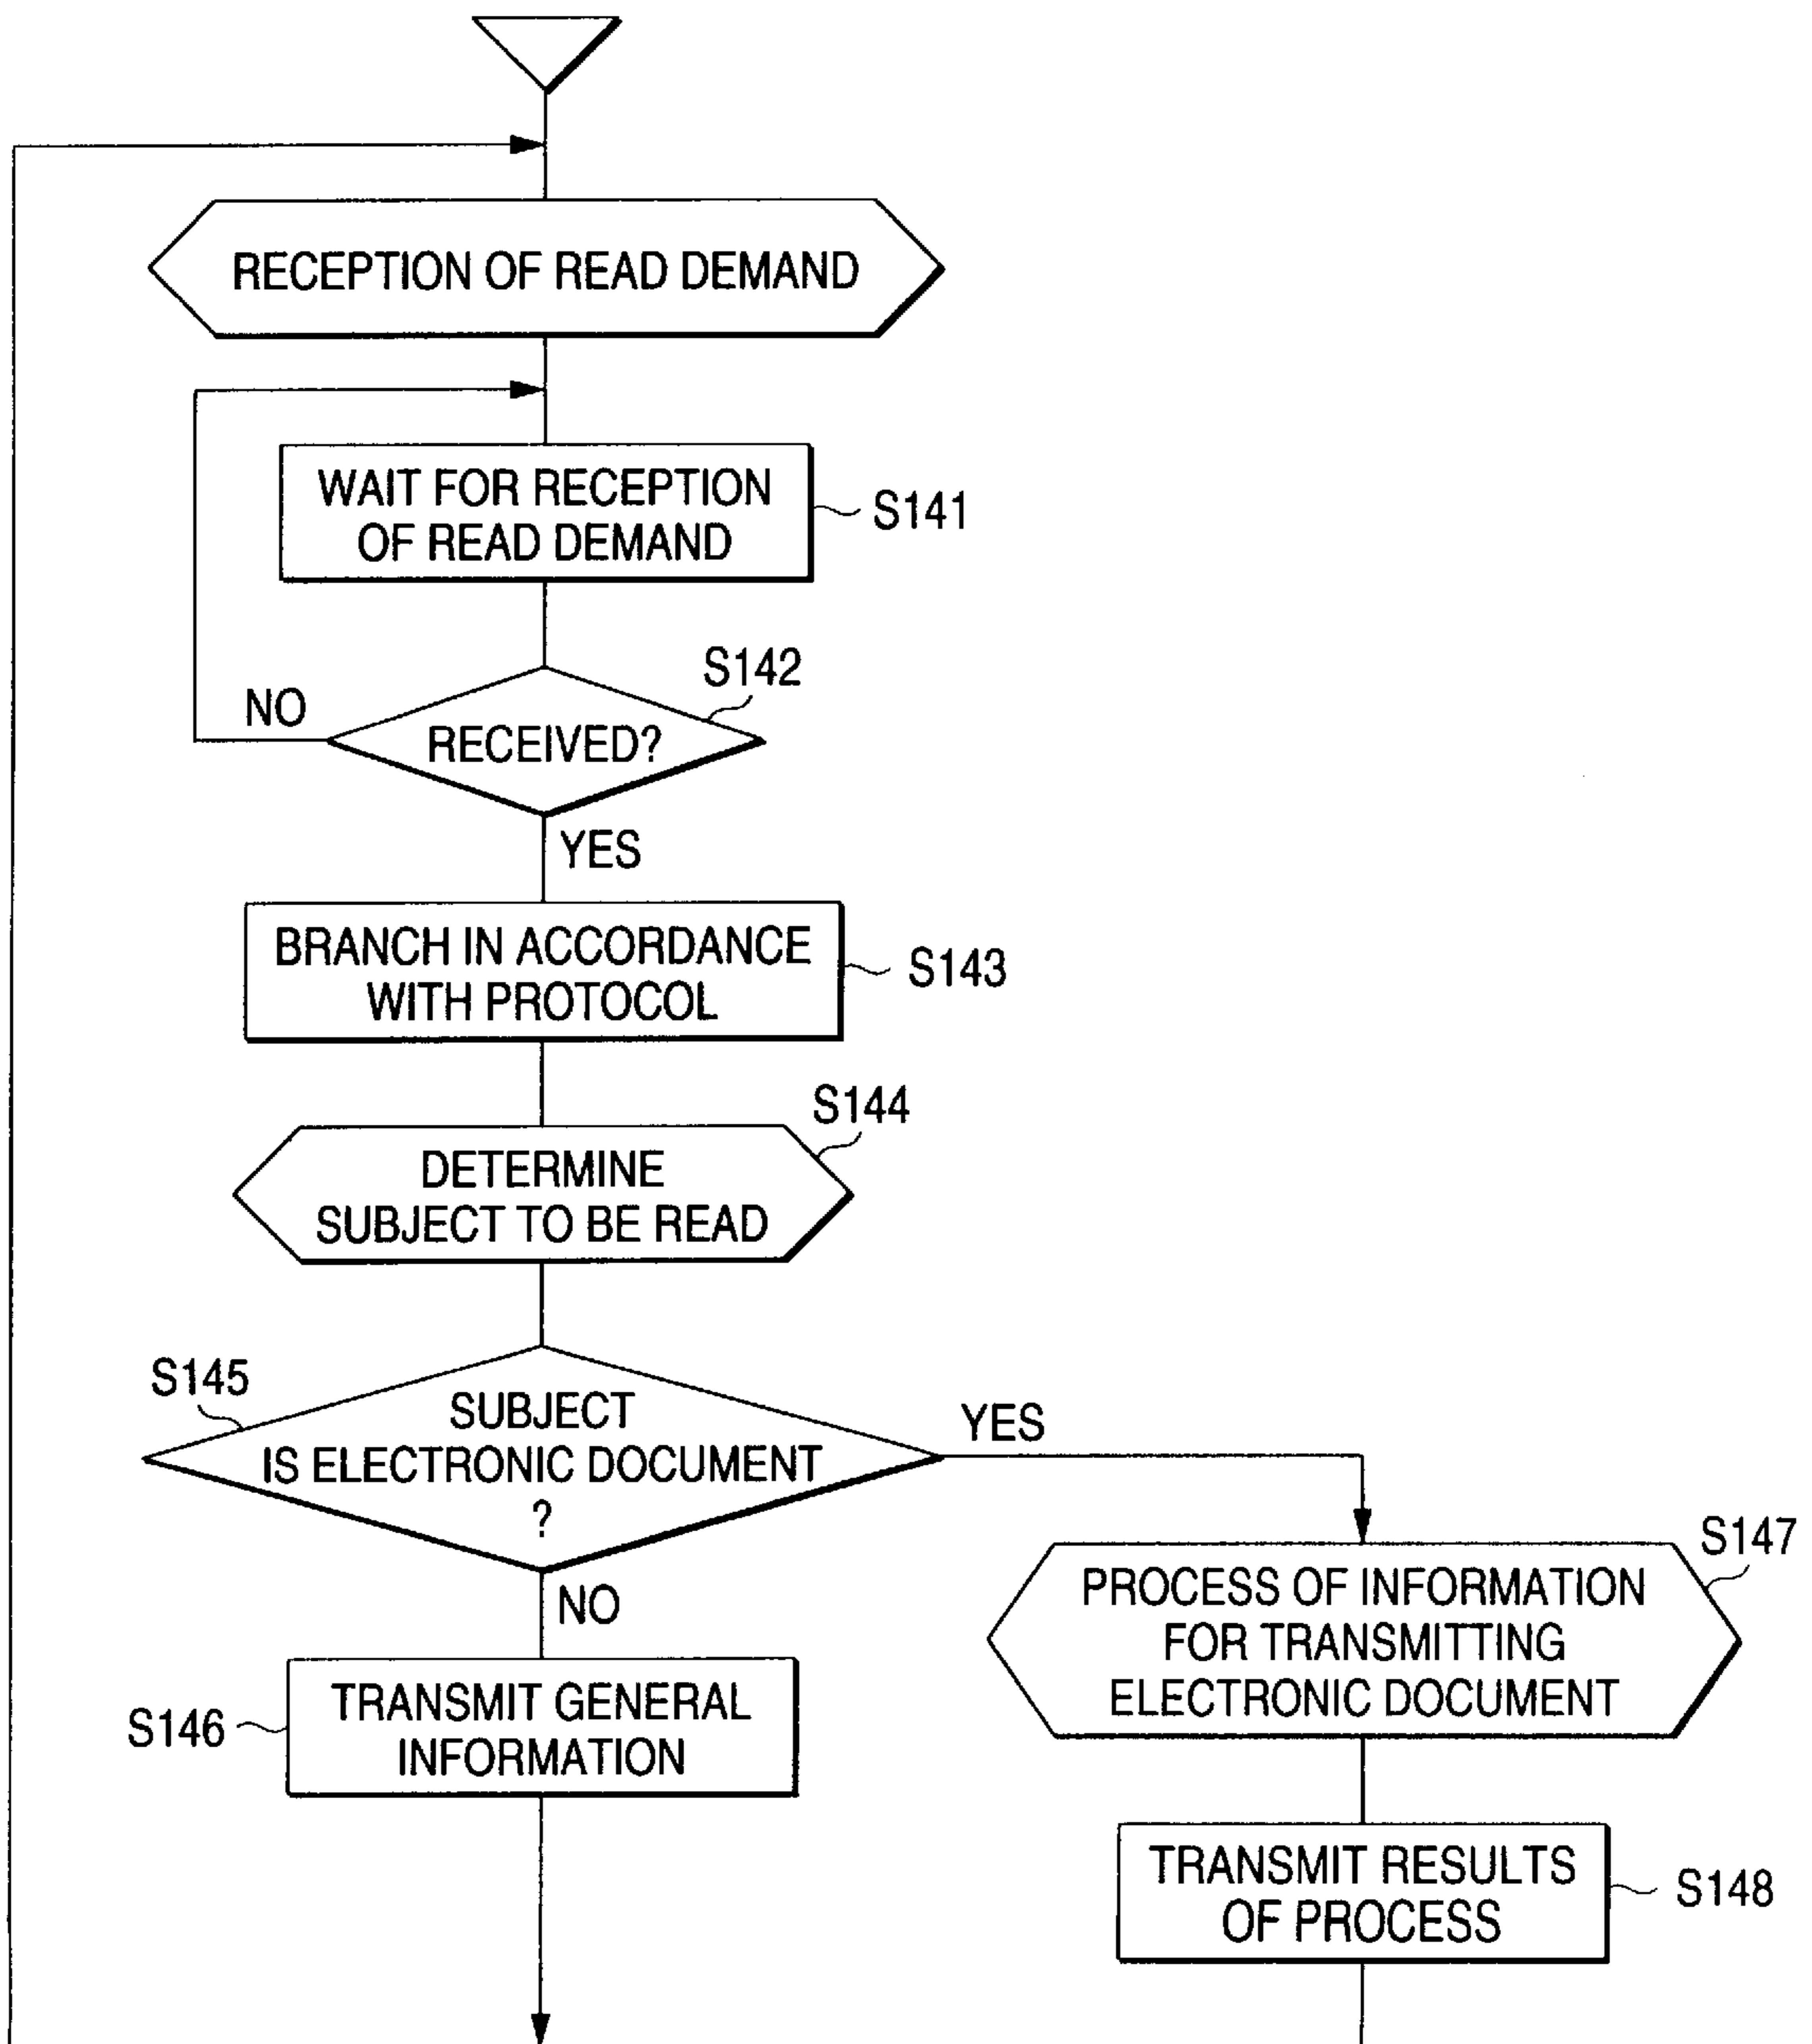 RECEPTION OF READ DEMAND
WAIT FOR RECEPTION
OF READ DEMAND
S141
S142
NO
RECEIVED?
YES
BRANCH IN ACCORDANCE
WITH PROTOCOL
S143
S144
DETERMINE
SUBJECT TO BE READ
S145
SUBJECT
IS ELECTRONIC DOCUMENT
?
YES
NO
S147
PROCESS OF INFORMATION
FOR TRANSMITTING
ELECTRONIC DOCUMENT
S146
TRANSMIT GENERAL
INFORMATION
TRANSMIT RESULTS
OF PROCESS
S148